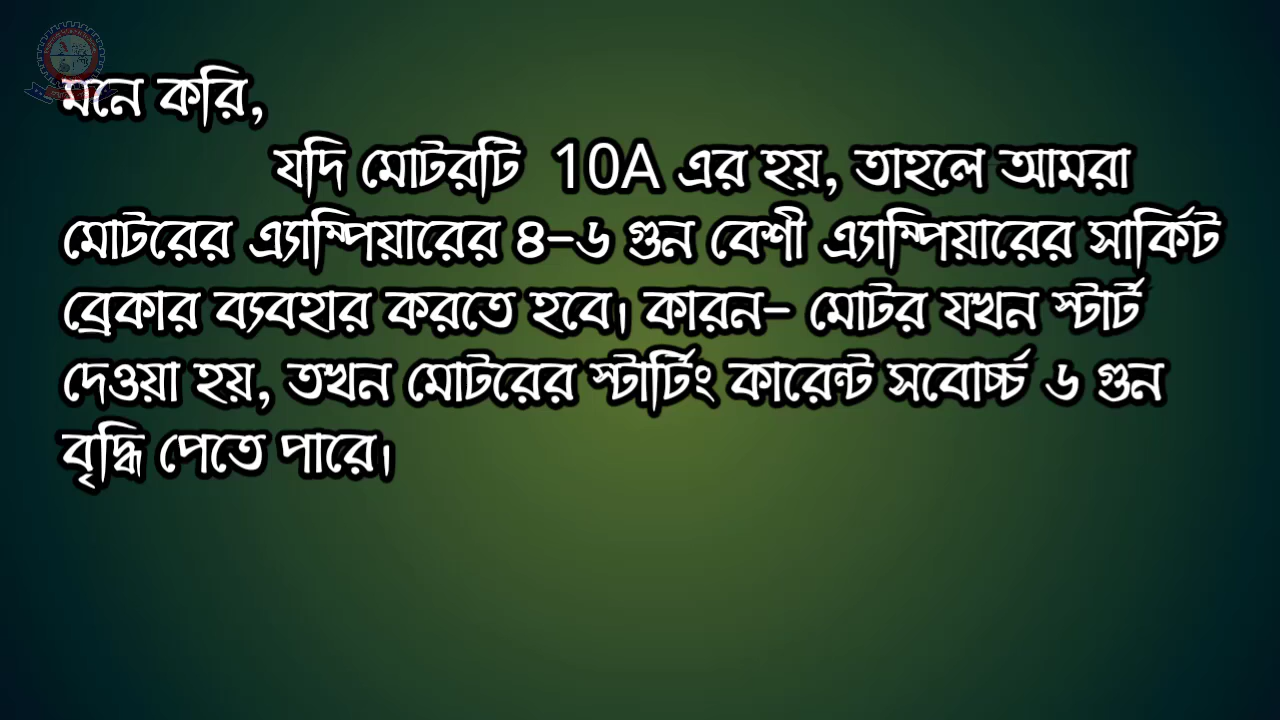 মনে করি,
যদি মোটরটি 10A এর হয়, তাহলে আমরা
মোটরের এ্যাম্পিয়ারের ৪-৬ গুন বেশী এ্যাম্পিয়ারের সার্কিট
ব্রেকার ব্যবহার করতে হবে। কারন- মোটর যখন স্টার্ট
দেওয়া হয়, তখন মোটরের স্টার্টিং কারেন্ট সবোর্চ্চ ৬ গুন
বৃদ্ধি পেতে পারে।